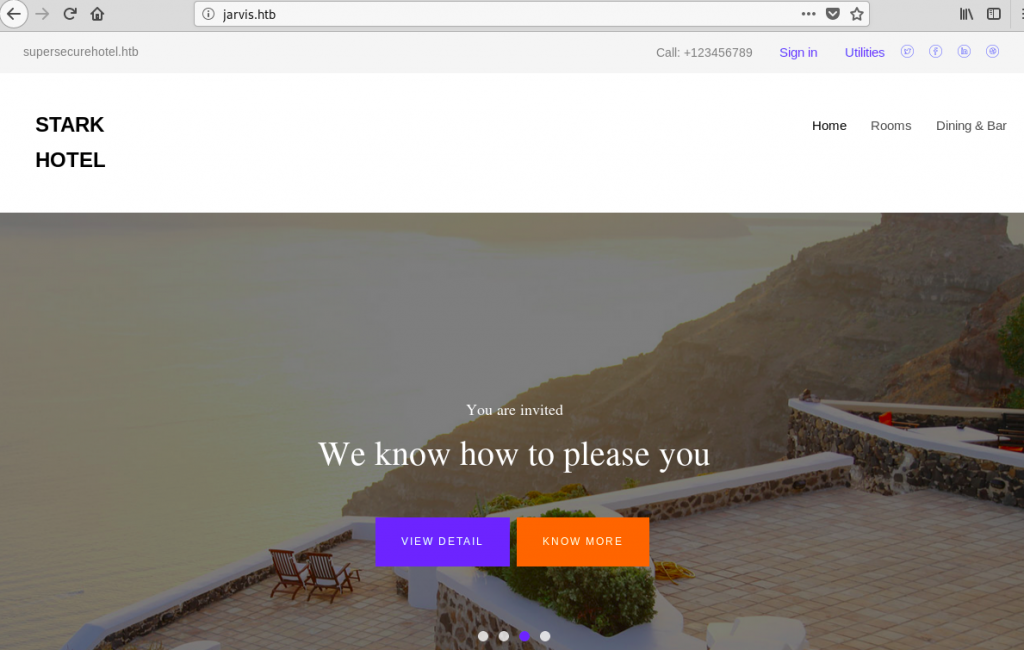 jarvis.htb
supersecurehotel.htb
Call: +123456789
Sign in
Utilities
STARK
HOTEL
Home
Rooms
Dining & Bar
You are invited
We know how to please you
VIEW DETAIL
KNOW MORE